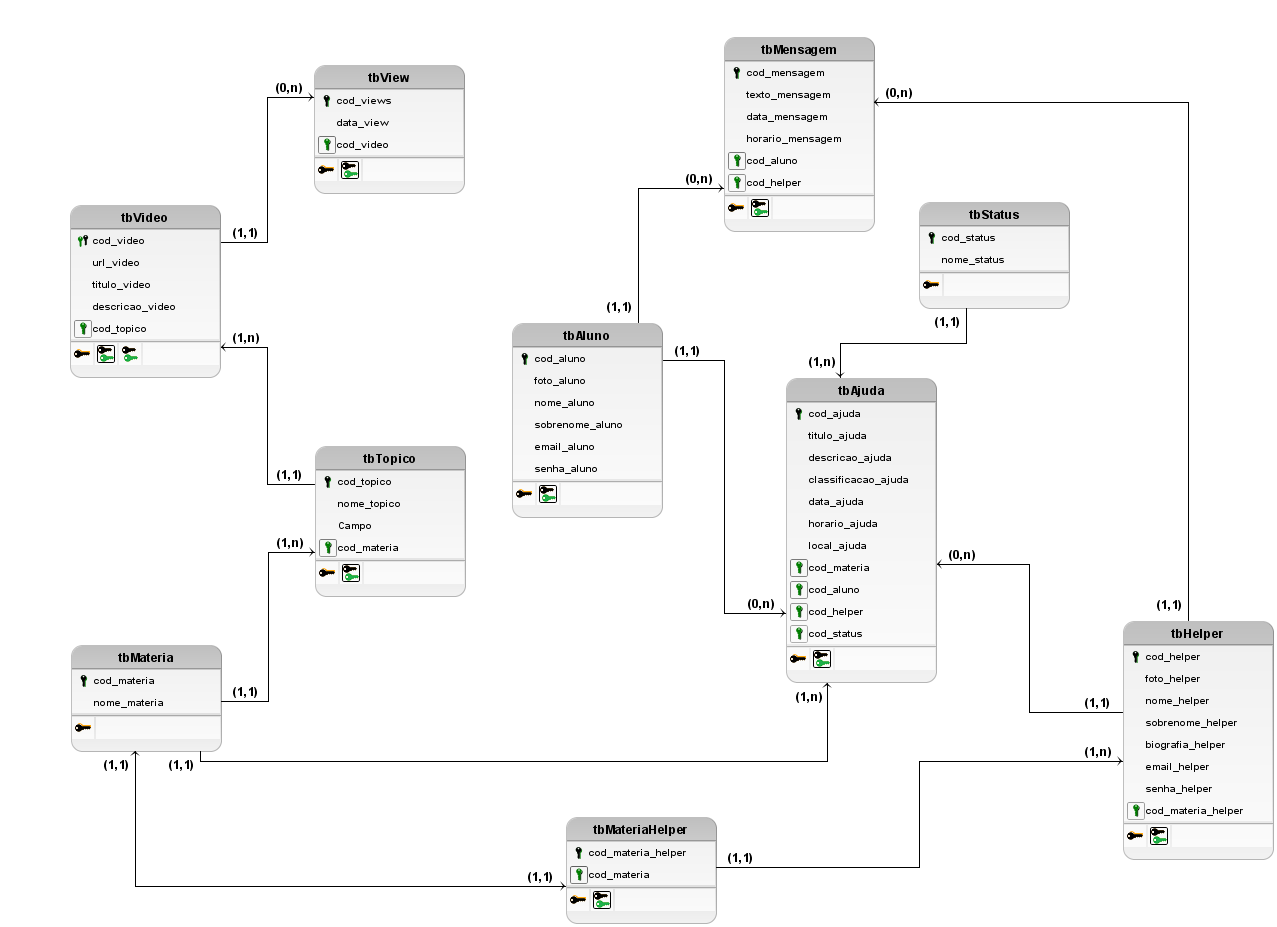 tbView
cod_views
data_view
cod_video
(0,n)
tbVideo
cod_video
url_video
titulo_video
descricao_video
cod_topico
(1,1)
(1,n)
tbTopico
cod_topico
nome_topico
Campo
cod_materia
(1,1)
(1,n)
tbMateria
cod_materia
nome_materia
(1,1)
(1,1)
(1,1)
tbMensagem
cod_mensagem
texto_mensagem
data_mensagem
horario_mensagem
cod_aluno
cod_helper
(0,n)
(0,n)
tbStatus
cod_status
nome_status
(1,1)
(1,n)
tbAluno
cod_aluno
foto_aluno
nome_aluno
sobrenome_aluno
email_aluno
senha_aluno
(1,1)
(1,1)
tbAjuda
cod_ajuda
titulo_ajuda
descricao_ajuda
classificacao_ajuda
data_ajuda
horario_ajuda
local_ajuda
cod_materia
cod_aluno
cod_helper
cod_status
(0,n)
(0,n)
(1,n)
tbHelper
cod_helper
foto_helper
nome_helper
sobrenome_helper
biografia_helper
email_helper
senha_helper
cod_materia_helper
(1,1)
(1,1)
(1,n)
tbMateriaHelper
cod_materia_helper
cod_materia
(1,1)
(1,1)